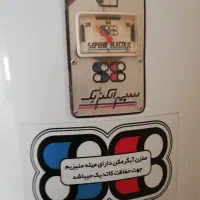 SEPEHR ELECTRIC
سپهر الکتریک
مخزن آبگرمکن دارای میله منیزیم
جهت حفاظت کاتدیک میباشد